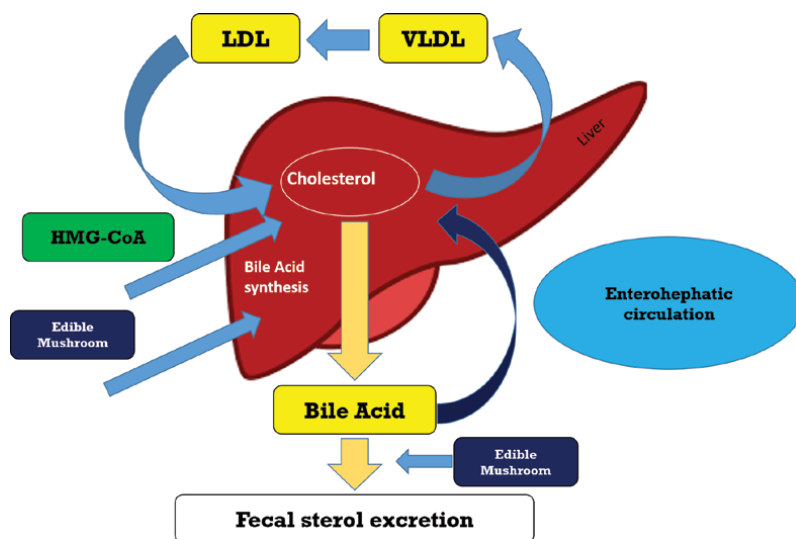 LDL
VLDL
Liver
Cholesterol
HMG-CoA
Bile Acid
synthesis
Enterohephatic
circulation
Edible
Mushroom
Bile Acid
Edible
Mushroom
Fecal sterol excretion